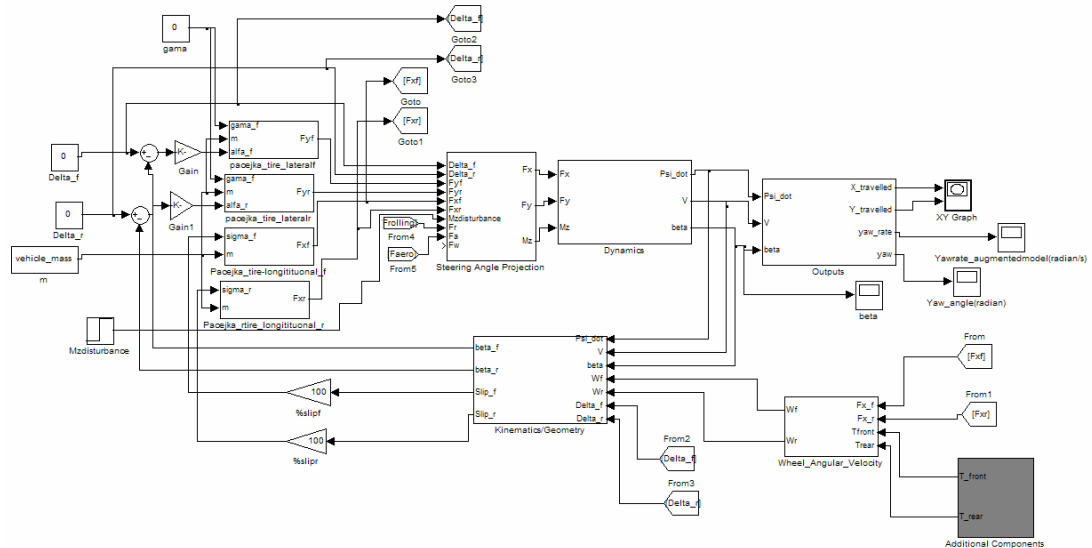 0
gama
[Delta_f]
Goto2
[Delta_r]
Goto3
[Fxf]
Goto
[Fxr]
Goto1
0
Delta_f
K-
Gain
gama_f
m
alfa_f
Fyf
pacejka_tire_lateralf
0
Delta_r
K-
Gain1
gama_f
m
alfa_r
Fyr
pacejka_tire_lateralr
vehicle_mass
m
sigma_f
m
Fxf
Pacejka_tire-longitituonal_f
sigma_r
m
Fxr
Pacejka_rtire_longitituonal_r
Mzdisturbance
Frolling
From4
Faero
From5
Delta_f
Delta_r
Fyf
Fyr
Fxf
Fxr
Mzdisturbance
Fr
Fa
Fw
Fx
Fy
Mz
Steering Angle Projection
Fx
Fy
Mz
Psi_dot
V
beta
Dynamics
Psi_dot
V
beta
X_travelled
Y_travelled
yaw_rate
yaw
Outputs
XY Graph
Yawrate_augmentedmodel(radian/s)
Yaw_angle(radian)
beta
beta_f
beta_r
Slip_f
Slip_r
Psi_dot
V
beta
Wf
Wr
Delta_f
Delta_r
Kinematics/Geometry
100
%slipf
100
%slipr
From2
[Delta_f]
From3
[Delta_r]
From
[Fxf]
From1
[Fxr]
Wf
Wr
Fx_f
Fx_r
Tfront
Trear
Wheel_Angular_Velocity
T_front
T_rear
Additional Components